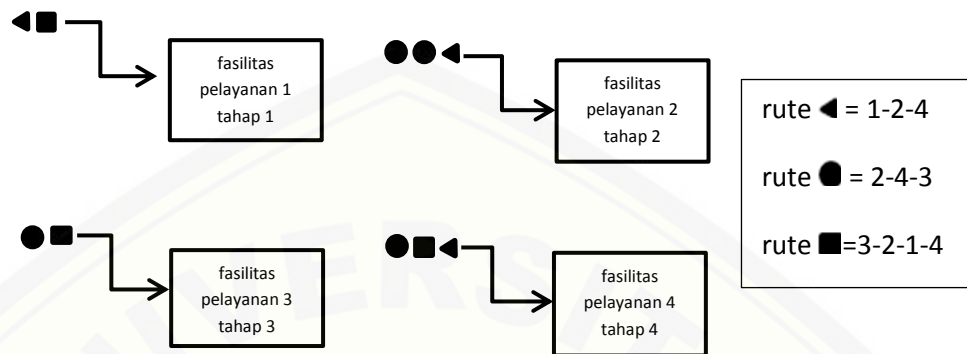 fasilitas
pelayanan 1
tahap 1
fasilitas
pelayanan 2
tahap 2
rute ◀ = 1-2-4
rute ● = 2-4-3
rute ■=3-2-1-4
fasilitas
pelayanan 3
tahap 3
fasilitas
pelayanan 4
tahap 4